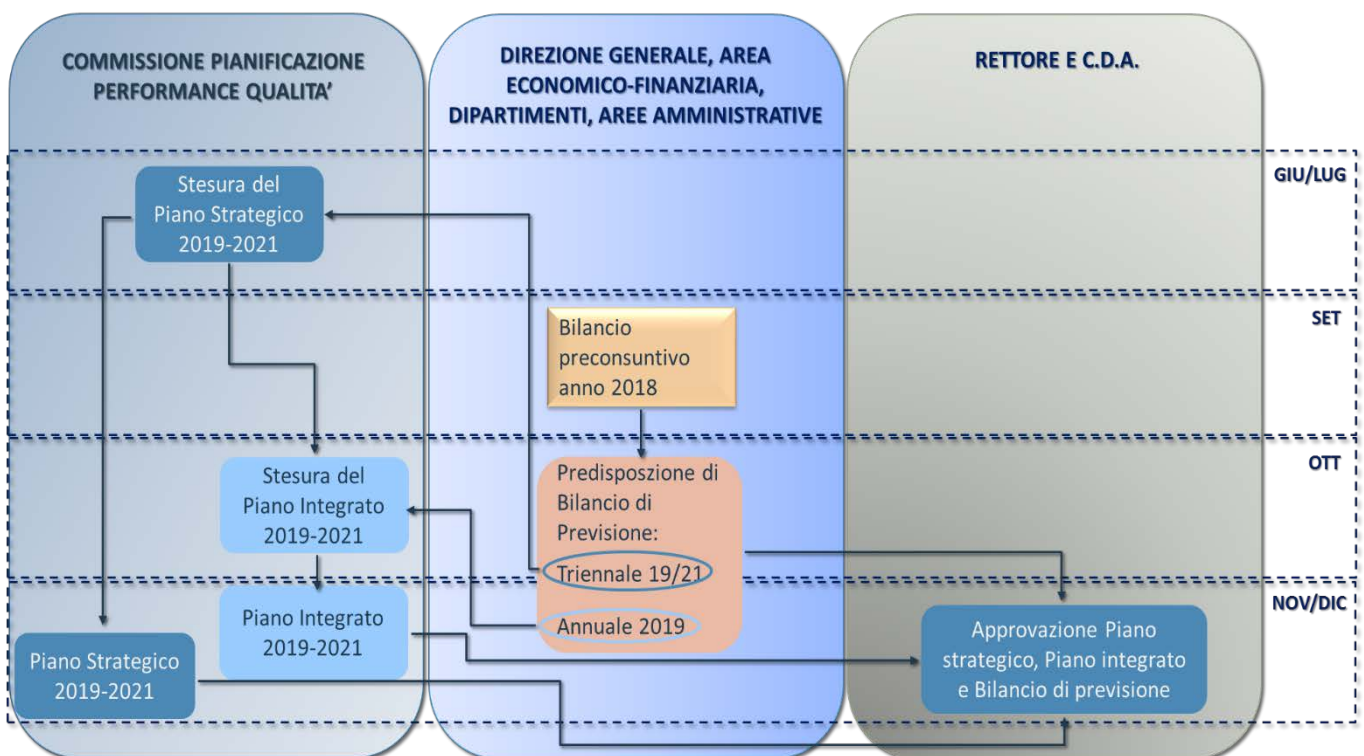 COMMISSIONE PIANIFICAZIONE
PERFORMANCE QUALITA’
DIREZIONE GENERALE, AREA
ECONOMICO-FINANZIARIA,
DIPARTIMENTI, AREE AMMINISTRATIVE
RETTORE E C.D.A.
GIU/LUG
Stesura del
Piano Strategico
2019-2021
SET
Bilancio
preconsuntivo
anno 2018
OTT
Stesura del
Piano Integrato
2019-2021
Predisposzione di
Bilancio di
Previsione:
Triennale 19/21
Annuale 2019
NOV/DIC
Piano Integrato
2019-2021
Piano Strategico
2019-2021
Approvazione Piano
strategico, Piano integrato
e Bilancio di previsione